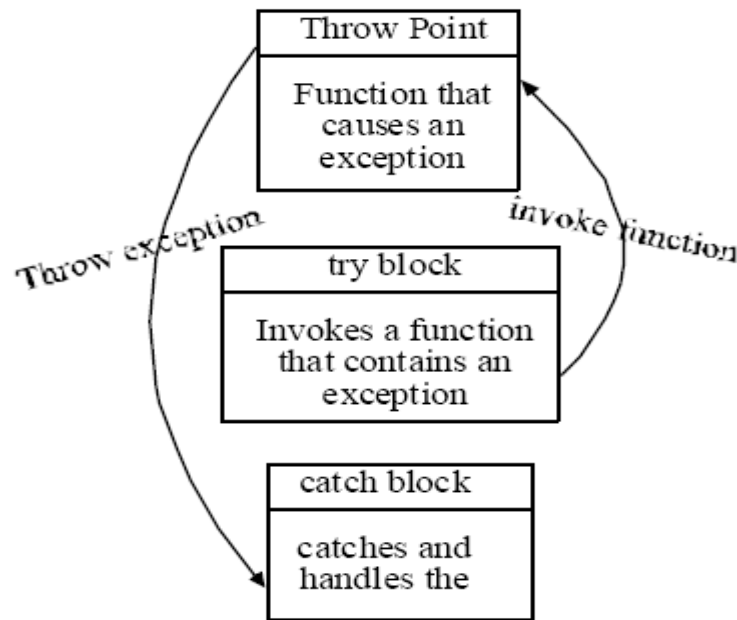 Throw Point
Function that
causes an
exception
Throw exception
invoke function
try block
Invokes a function
that contains an
exception
catch block
catches and
handles the